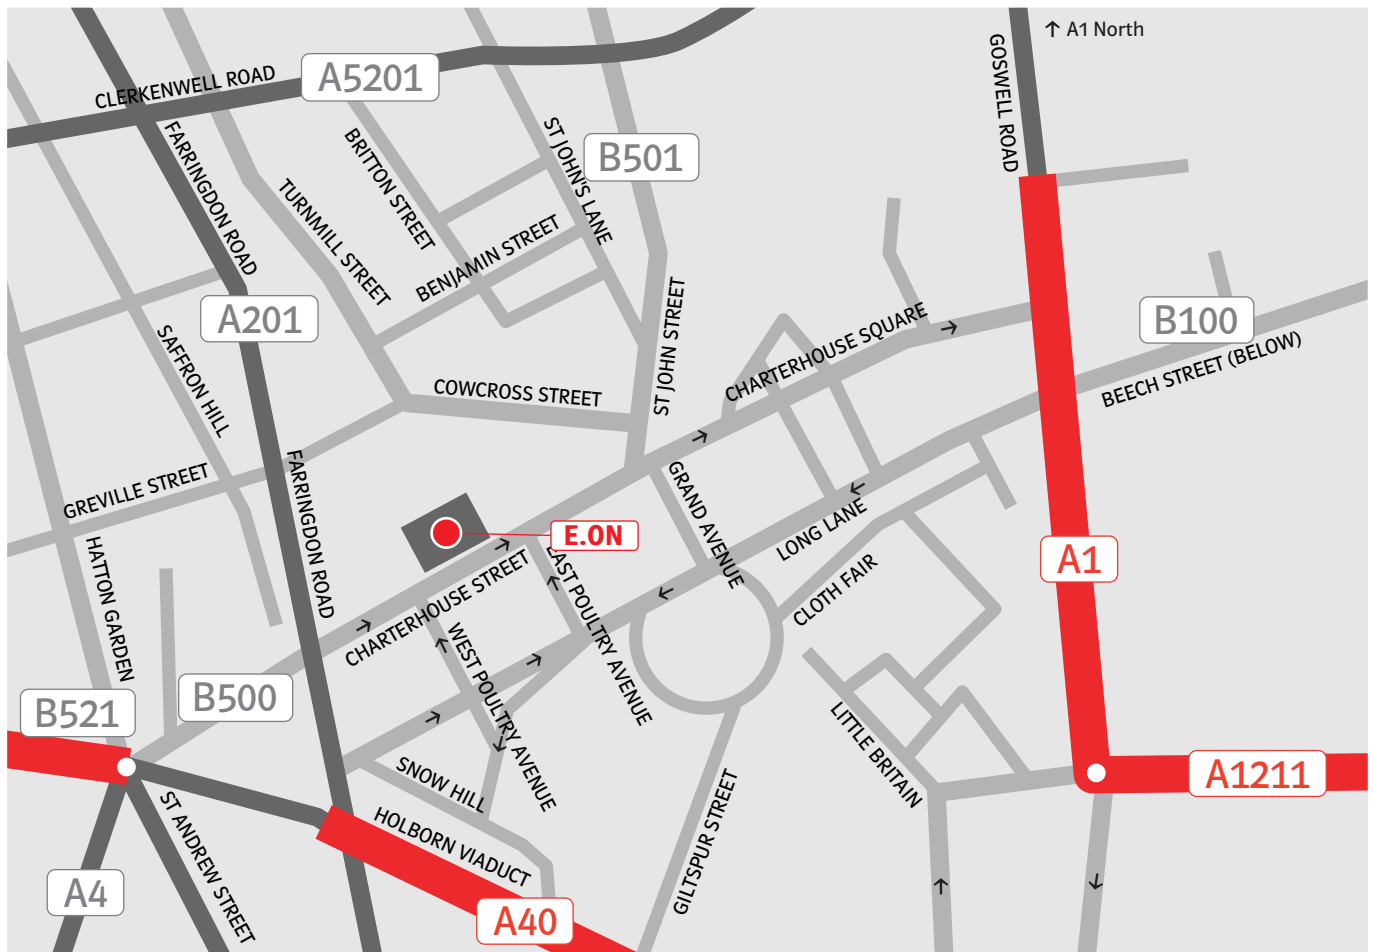 ↑ A1 North
GOSWELL ROAD
A5201
CLERKENWELL ROAD
FARRINGDON ROAD
BRITTON STREET
ST JOHN'S LANE
B501
TURNMILL STREET
BENJAMIN STREET
A201
SAFFRON HILL
ST JOHN STREET
CHARTERHOUSE SQUARE
B100
BEECH STREET (BELOW)
COWCROSS STREET
GREVILLE STREET
FARRINGDON ROAD
GRAND AVENUE
LONG LANE
E.ON
HATTON GARDEN
CHARTERHOUSE STREET
EAST POULTRY AVENUE
CLOTH FAIR
A1
WEST POULTRY AVENUE
B500
B521
LITTLE BRITAIN
A1211
SNOW HILL
ST ANDREW STREET
HOLBORN VIADUCT
GILTSPUR STREET
A4
A40